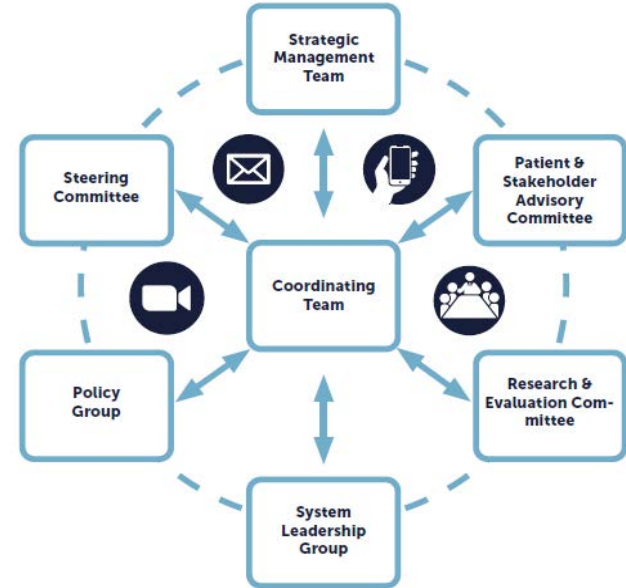 Strategic
Management
Team
Steering
Committee
Patient &
Stakeholder
Advisory
Committee
Coordinating
Team
Policy
Group
Research &
Evaluation Com-
mittee
System
Leadership
Group